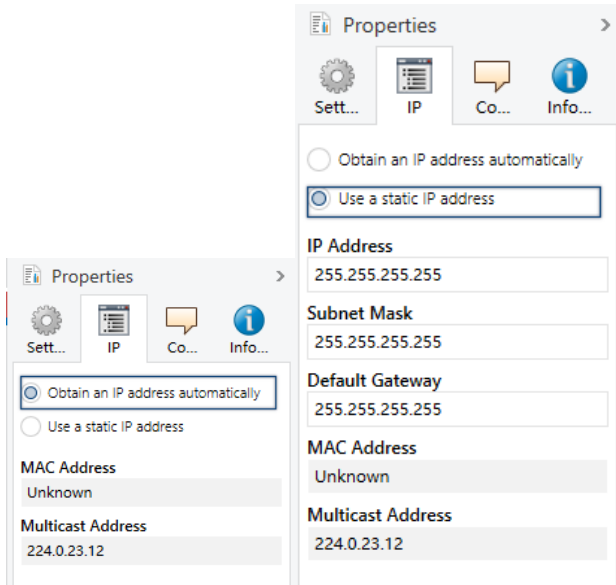 Properties
Sett...
IP
Co...
Info...
Obtain an IP address automatically
Use a static IP address
MAC Address
Unknown
Multicast Address
224.0.23.12
Properties
Sett...
IP
Co...
Info...
Obtain an IP address automatically
Use a static IP address
IP Address
255.255.255.255
Subnet Mask
255.255.255.255
Default Gateway
255.255.255.255
MAC Address
Unknown
Multicast Address
224.0.23.12